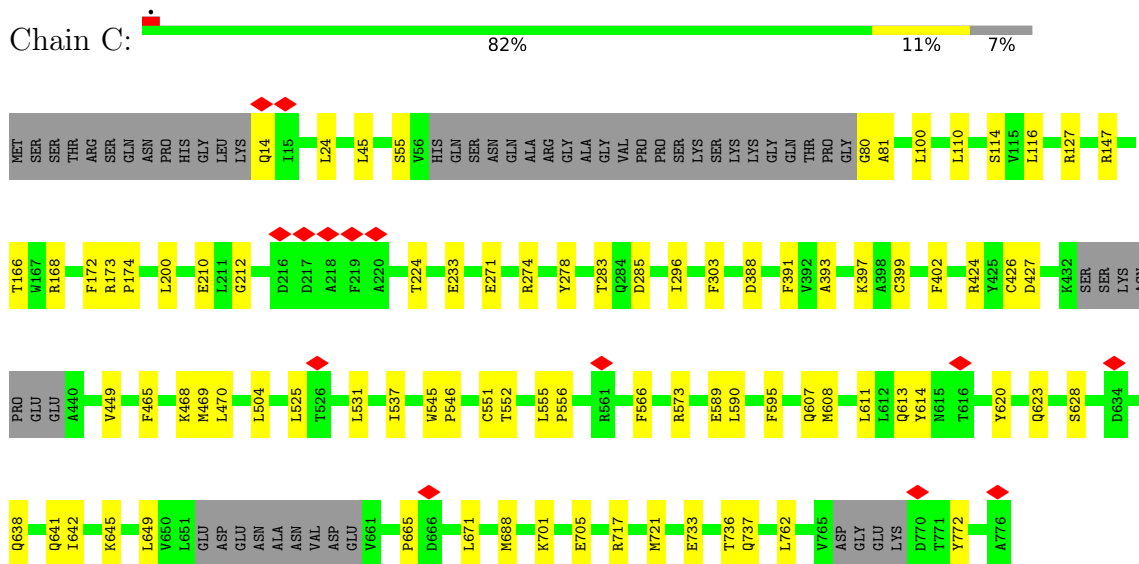 Chain C:
82% 11% 7%
MET SER SER THR ARG SER GLN ASN PRO HIS GLY LEU LYS Q14 I15 L24 L45 S55 V56 HIS GLN SER ASN GLN ALA ARG GLY ALA GLY VAL PRO PRO SER LYS SER LYS LYS GLY GLN THR PRO GLY G80 A81 L100 L110 S114 V115 L116 R127 R147
T166 W167 R168 F172 R173 P174 L200 E210 L211 G212 D216 D217 A218 F219 A220 T224 E233 E271 R274 Y278 T283 Q284 D285 I296 F303 D388 F391 V392 A393 K397 A398 C399 F402 R424 Y425 C426 D427 K432 SER SER LYS ASN
PRO GLU GLU A440 V449 F465 K468 M469 L470 L504 L525 T526 L531 I537 W545 P546 C551 T552 L555 P556 R561 F566 R573 E589 L590 F595 Q607 M608 L611 L612 Q613 Y614 N615 T616 Y620 Q623 S628 D634
Q638 Q641 I642 K645 L649 V650 L651 GLU ASP GLU ASN ALA ASN VAL ASP GLU V661 P665 D666 L671 M688 K701 E705 R717 M721 E733 T736 Q737 L762 V765 ASP GLY GLU LYS D770 T771 Y772 A776